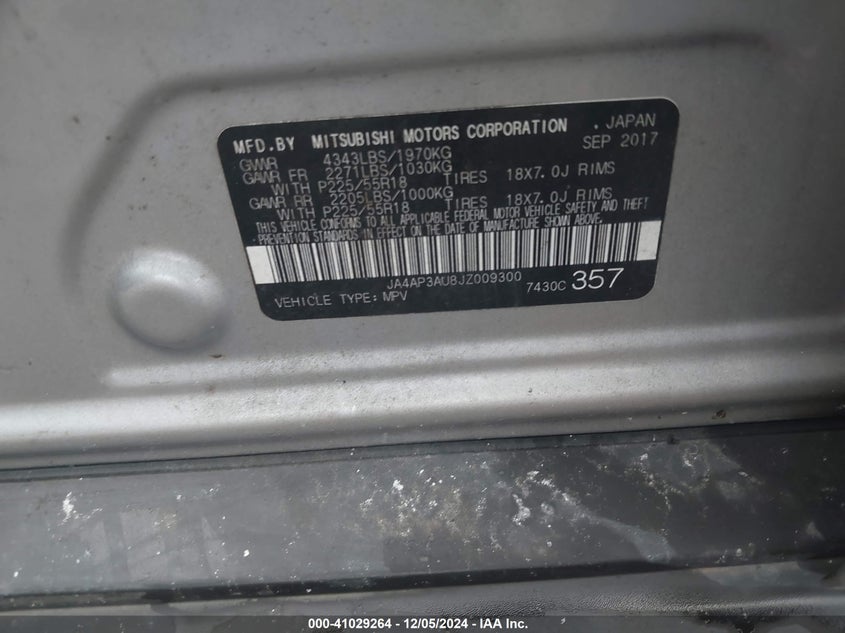 MFD.BY MITSUBISHI MOTORS CORPORATION . JAPAN
SEP 2017
GVWR 4343LBS/1970KG
GAWR FR 2271LBS/1030KG
WITH P225/55R18 TIRES 18X7.0J RIMS
GAWR RR 2205LBS/1000KG
WITH P225/55R18 TIRES 18X7.0J RIMS
THIS VEHICLE CONFORMS TO ALL APPLICABLE FEDERAL MOTOR VEHICLE SAFETY AND THEFT
PREVENTION STANDARDS IN EFFECT ON THE DATE OF MANUFACTURE SHOWN ABOVE.
JA4AP3AU8JZ009300
VEHICLE TYPE: MPV 7430C 357
000-41029264 - 12/05/2024 - IAAI.com